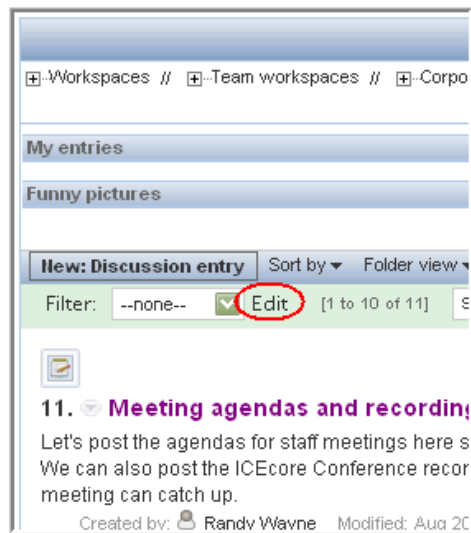 Workspaces // Team workspaces // Corpo
My entries
Funny pictures
New: Discussion entry Sort by Folder view
Filter: --none-- Edit [1 to 10 of 11] S
11. Meeting agendas and recording
Let's post the agendas for staff meetings here s
We can also post the ICEcore Conference recor
meeting can catch up.
Created by: Randy Wayne Modified: Aug 20